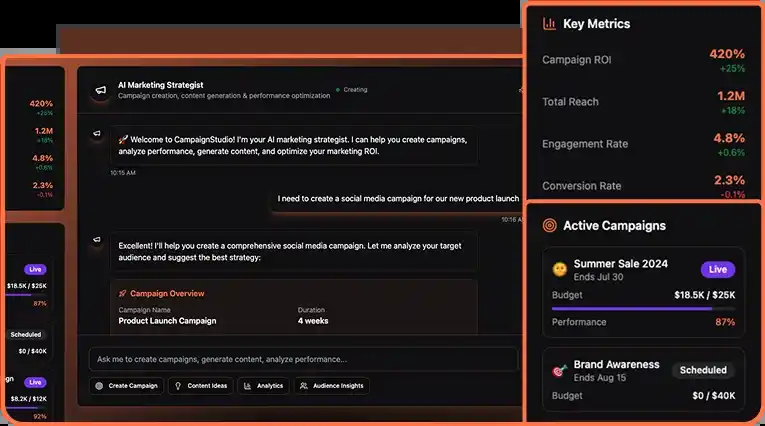 420%
+25%
1.2M
+18%
4.8%
+0.6%
2.3%
-0.1%
Live
$18.5K / $25K
87%
Scheduled
$0 / $40K
Live
$8.2K / $12K
92%
AI Marketing Strategist
Campaign creation, content generation & performance optimization
Creating
🚀 Welcome to CampaignStudio! I'm your AI marketing strategist. I can help you create campaigns,
analyze performance, generate content, and optimize your marketing ROI.
10:15 AM
I need to create a social media campaign for our new product launch
10:16
Excellent! I'll help you create a comprehensive social media campaign. Let me analyze your target
audience and suggest the best strategy:
Campaign Overview
Campaign Name
Duration
Product Launch Campaign
4 weeks
Ask me to create campaigns, generate content, analyze performance...
Create Campaign
Content Ideas
Analytics
Audience Insights
Key Metrics
Campaign ROI
420%
+25%
Total Reach
1.2M
+18%
Engagement Rate
4.8%
+0.6%
Conversion Rate
2.3%
-0.1%
Active Campaigns
Summer Sale 2024
Ends Jul 30
Live
Budget
$18.5K / $25K
Performance
87%
Brand Awareness
Ends Aug 15
Scheduled
Budget
$0 / $40K